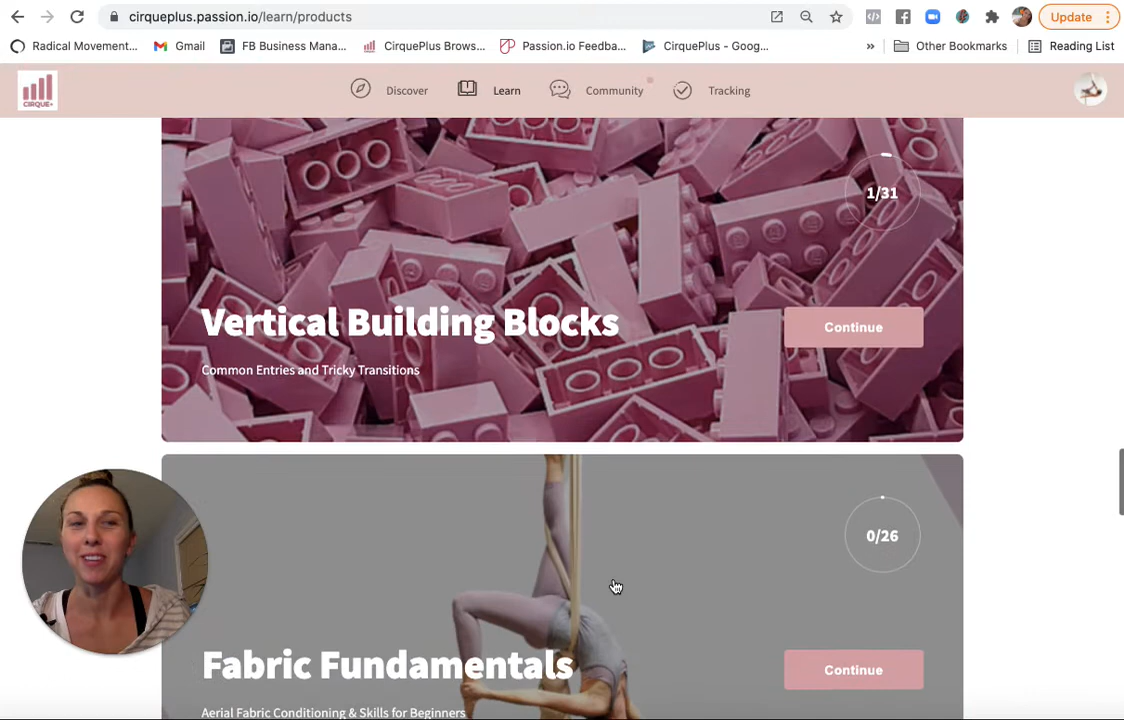 cirqueplus.passion.io/learn/products
Update
Radical Movement...
Gmail
FB Business Mana...
CirquePlus Brows...
Passion.io Feedba...
CirquePlus - Goog...
»
Other Bookmarks
Reading List
CIRQUE+
Discover
Learn
Community
Tracking
1/31
Vertical Building Blocks
Continue
Common Entries and Tricky Transitions
0/26
Fabric Fundamentals
Continue
Aerial Fabric Conditioning & Skills for Beginners